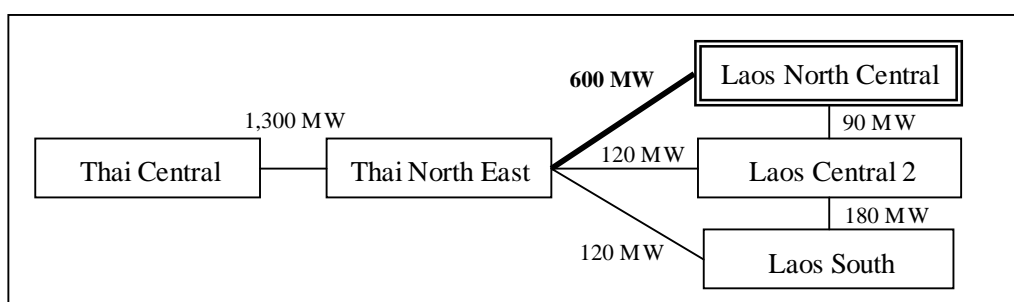 Laos North Central
600 MW
1,300 MW
90 MW
Thai Central
Thai North East
120 MW
Laos Central 2
180 MW
120 MW
Laos South